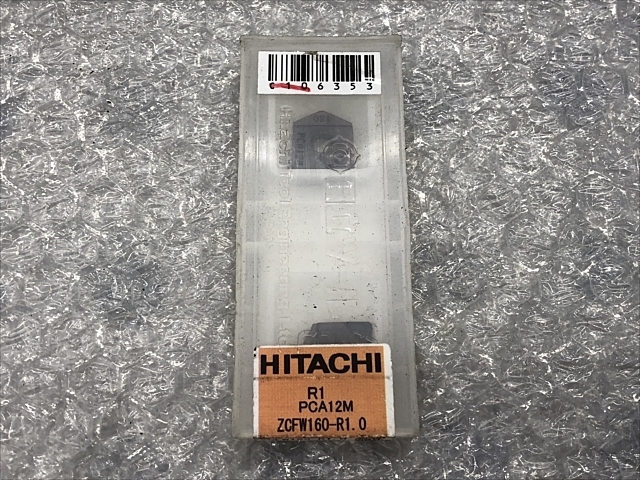 C106353
HITACHI
R1
PCA12M
ZCFW160-R1.0